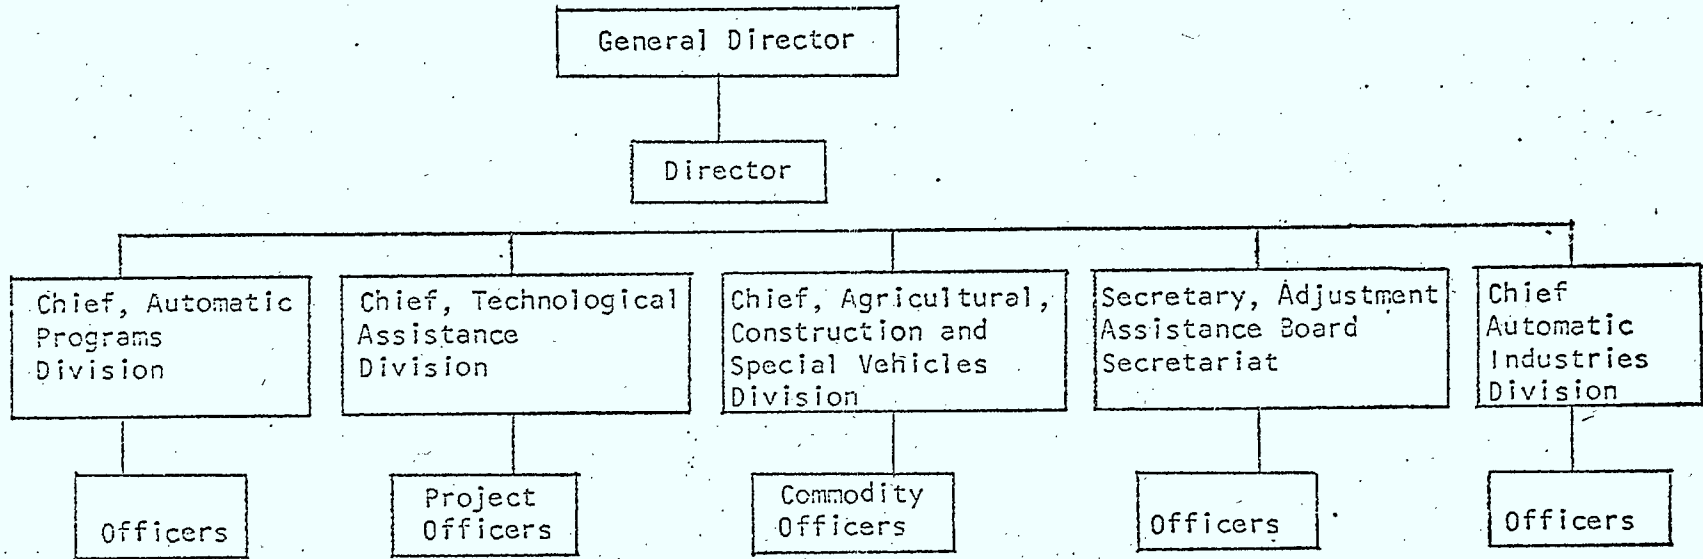 General Director
Director
Chief, Automatic
Programs
Division
Chief, Technological
Assistance
Division
Chief, Agricultural,
Construction and
Special Vehicles
Division
Secretary, Adjustment
Assistance Board
Secretariat
Chief
Automatic
Industries
Division
Officers
Project
Officers
Commodity
Officers
Officers
Officers